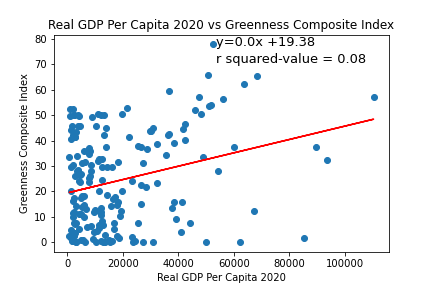 Real GDP Per Capita 2020 vs Greenness Composite Index
y=0.0x +19.38
r squared-value = 0.08
80
70
60
50
40
30
20
10
0
Greenness Composite Index
0 20000 40000 60000 80000 100000
Real GDP Per Capita 2020